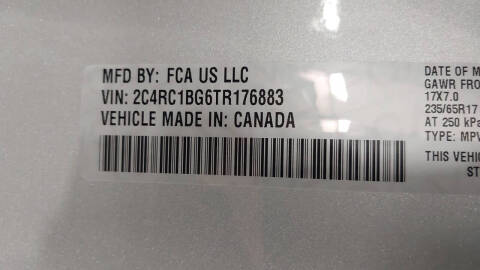 MFD BY: FCA US LLC
VIN: 2C4RC1BG6TR176883
VEHICLE MADE IN: CANADA
DATE OF M
GAWR FRO
17X7.0
235/65R17
AT 250 kPa
TYPE: MPV
THIS VEHI
ST